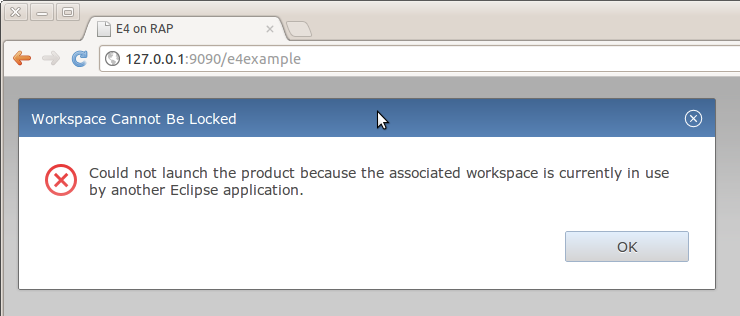 E4 on RAP
127.0.0.1:9090/e4example
Workspace Cannot Be Locked
Could not launch the product because the associated workspace is currently in use
by another Eclipse application.
OK